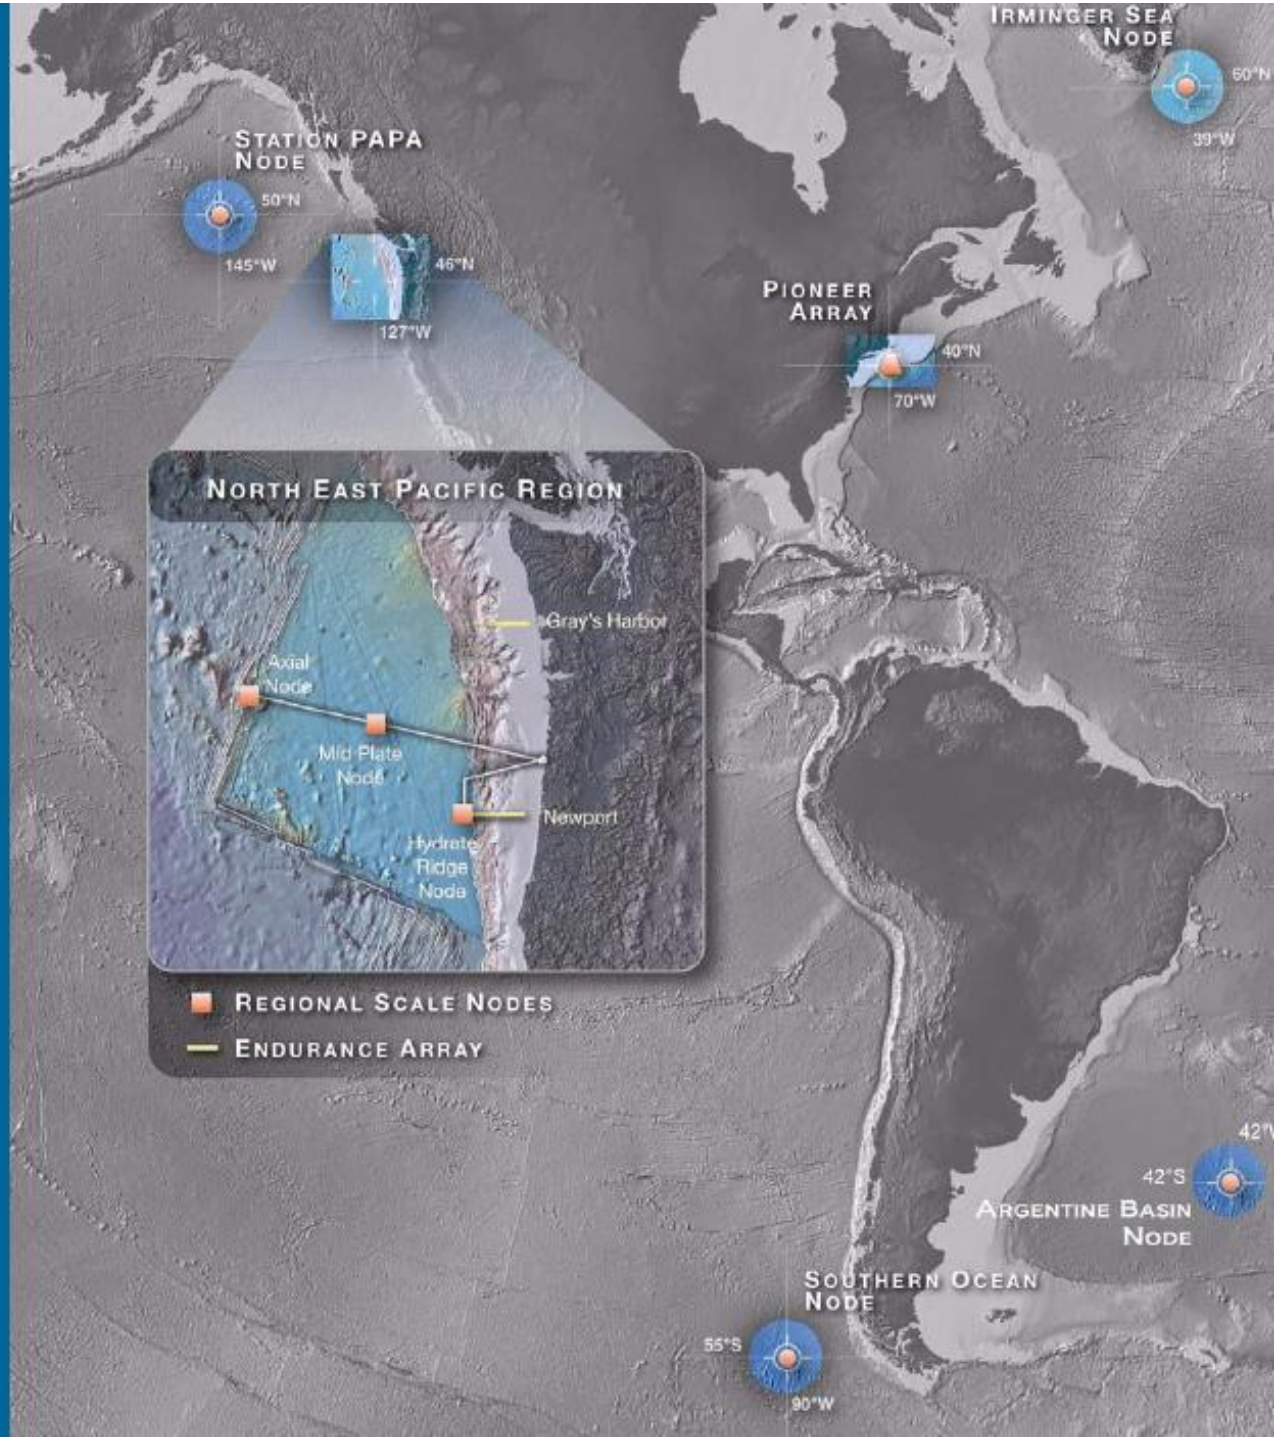 IRMINGER SEA
NODE
60°N
39°W
STATION PAPA
NODE
50°N
145°W
46°N
127°W
PIONEER
ARRAY
40°N
70°W
NORTH EAST PACIFIC REGION
Gray's Harbor
Axial
Node
Mid Plate
Node
Newport
Hydrate
Ridge
Node
REGIONAL SCALE NODES
ENDURANCE ARRAY
42°
42°S
ARGENTINE BASIN
NODE
SOUTHERN OCEAN
NODE
55°S
90°W